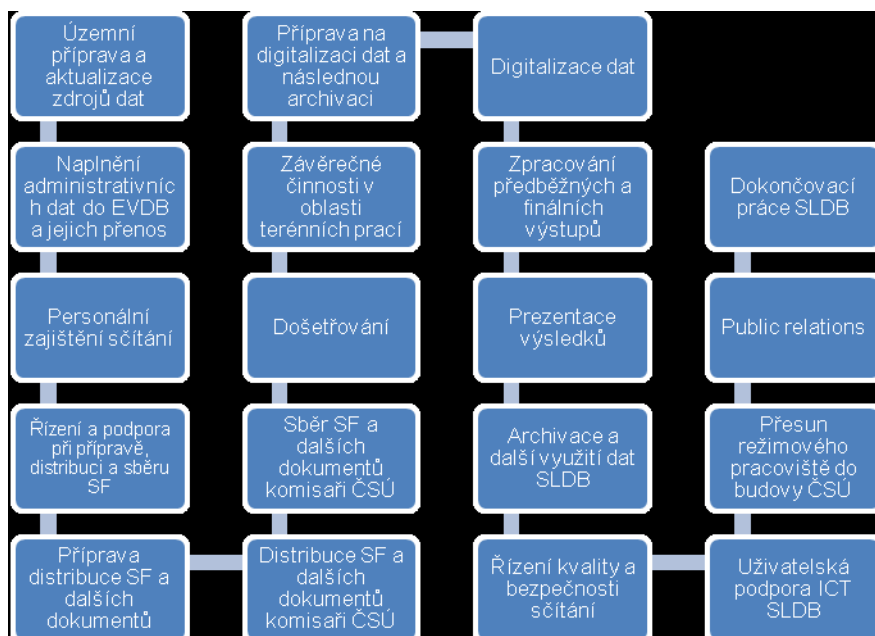 Územní
příprava a
aktualizace
zdrojů dat
Naplnění
administrativníc
h dat do EVDB
a jejich přenos
Personální
zajištění sčítání
Řízení a podpora
při přípravě,
distribuci a sběru
SF
Příprava
distribuce SF a
dalších
dokumentů
Distribuce SF a
dalších
dokumentů
komisaři ČSÚ
Sběr SF a
dalších
dokumentů
komisaři ČSÚ
Došetřování
Závěrečné
činnosti v
oblasti
terénních prací
Příprava na
digitalizaci dat a
následnou
archivaci
Digitalizace dat
Zpracování
předběžných a
finálních
výstupů
Prezentace
výsledků
Archivace a
další využití dat
SLDB
Řízení kvality a
bezpečnosti
sčítání
Uživatelská
podpora ICT
SLDB
Přesun
režimového
pracoviště do
budovy ČSÚ
Public relations
Dokončovací
práce SLDB